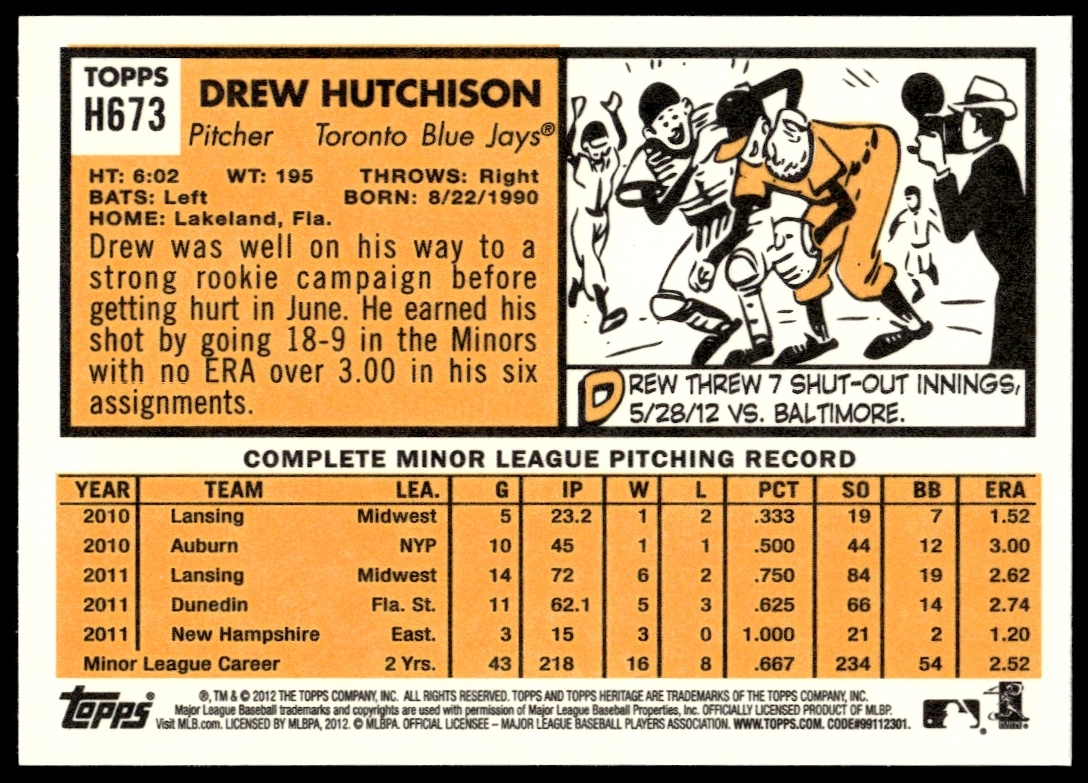 TOPPS
H673
DREW HUTCHISON
Pitcher Toronto Blue Jays®
HT: 6:02 WT: 195 THROWS: Right
BATS: Left BORN: 8/22/1990
HOME: Lakeland, Fla.
Drew was well on his way to a
strong rookie campaign before
getting hurt in June. He earned his
shot by going 18-9 in the Minors
with no ERA over 3.00 in his six
assignments.
DREW THREW 7 SHUT-OUT INNINGS,
5/28/12 VS. BALTIMORE.
COMPLETE MINOR LEAGUE PITCHING RECORD
YEAR TEAM LEA. G IP W L PCT SO BB ERA
2010 Lansing Midwest 5 23.2 1 2 .333 19 7 1.52
2010 Auburn NYP 10 45 1 1 .500 44 12 3.00
2011 Lansing Midwest 14 72 6 2 .750 84 19 2.62
2011 Dunedin Fla. St. 11 62.1 5 3 .625 66 14 2.74
2011 New Hampshire East. 3 15 3 0 1.000 21 2 1.20
Minor League Career 2 Yrs. 43 218 16 8 .667 234 54 2.52
Topps®
®, TM & © 2012 THE TOPPS COMPANY, INC. ALL RIGHTS RESERVED. TOPPS AND TOPPS HERITAGE ARE TRADEMARKS OF THE TOPPS COMPANY, INC.
Major League Baseball trademarks and copyrights are used with permission of Major League Baseball Properties, Inc. OFFICIALLY LICENSED PRODUCT OF MLBP.
Visit MLB.com. LICENSED BY MLBPA, 2012. © MLBPA. OFFICIAL LICENSEE – MAJOR LEAGUE BASEBALL PLAYERS ASSOCIATION. WWW.TOPPS.COM. CODE#99112301.